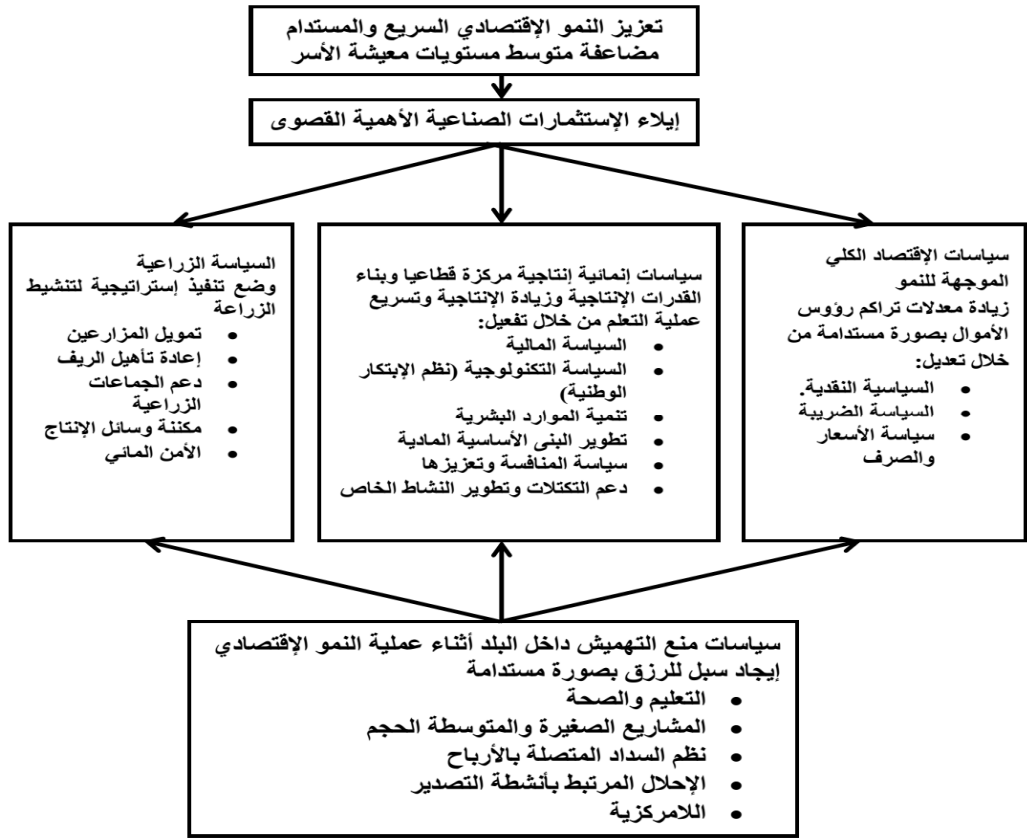 تعزيز النمو الإقتصادي السريع والمستدام
مضاعفة متوسط مستويات معيشة الأسر
إيلاء الإستثمارات الصناعية الأهمية القصوى
سياسات الإقتصاد الكلي
الموجهة للنمو
زيادة معدلات تراكم رؤوس
الأموال بصورة مستدامة من
خلال تعديل:
• السياسية النقدية.
• السياسة الضريبة
• سياسة الأسعار
والصرف
سياسات إنمائية إنتاجية مركزة قطاعيا وبناء
القدرات الإنتاجية وزيادة الإنتاجية وتسريع
عملية التعلم من خلال تفعيل:
• السياسة المالية
• السياسة التكنولوجية (نظم الإبتكار
الوطنية)
• تنمية الموارد البشرية
• تطوير البنى الأساسية المادية
• سياسة المنافسة وتعزيزها
• دعم التكتلات وتطوير النشاط الخاص
السياسة الزراعية
وضع تنفيذ إستراتيجية لتنشيط
الزراعة
• تمويل المزارعين
• إعادة تأهيل الريف
• دعم الجماعات
الزراعية
• مكننة وسائل الإنتاج
• الأمن المائي
سياسات منع التهميش داخل البلد أثناء عملية النمو الإقتصادي
إيجاد سبل للرزق بصورة مستدامة
• التعليم والصحة
• المشاريع الصغيرة والمتوسطة الحجم
• نظم السداد المتصلة بالأرباح
• الإحلال المرتبط بأنشطة التصدير
• اللامركزية